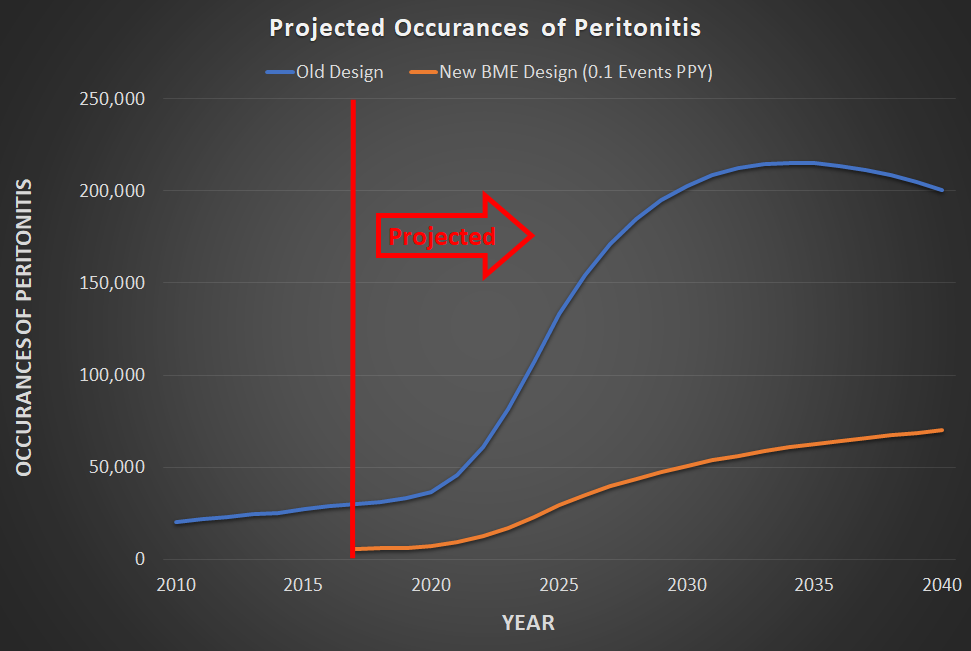 Projected Occurances of Peritonitis
Old Design
New BME Design (0.1 Events PPY)
250,000
200,000
150,000
100,000
50,000
0
OCCURANCES OF PERITONITIS
Projected
2010 2015 2020 2025 2030 2035 2040
YEAR